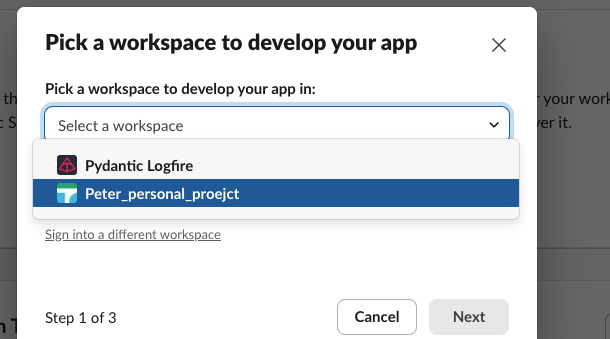 Pick a workspace to develop your app
Pick a workspace to develop your app in:
th
your work
c S
ver it.
Select a workspace
Pydantic Logfire
Peter_personal_proejct
Sign into a different workspace
Step 1 of 3
Cancel
Next